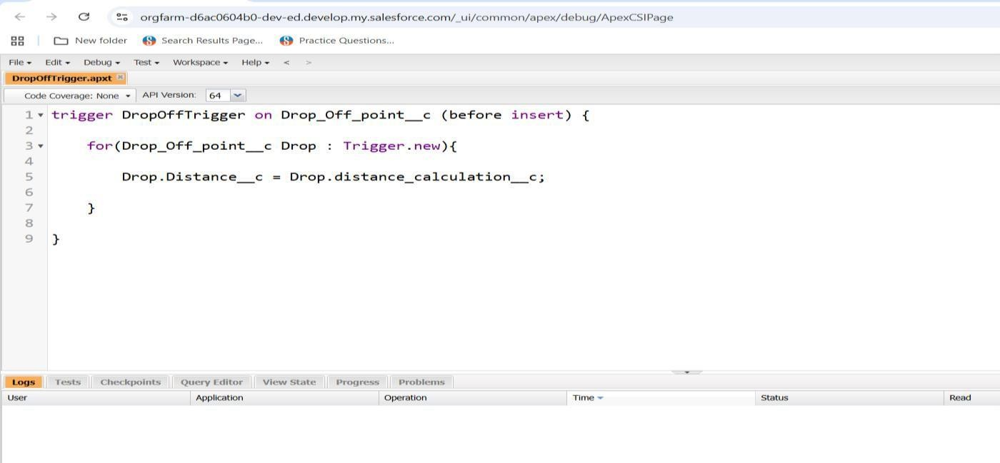 orgfarm-d6ac0604b0-dev-ed.develop.my.salesforce.com/_ui/common/apex/debug/ApexCSIPage
New folder Search Results Page... Practice Questions...
File Edit Debug Test Workspace Help < >
DropOffTrigger.apxt
Code Coverage: None API Version: 64
1 trigger DropOffTrigger on Drop_Off_point__c (before insert) {
2
3 for(Drop_Off_point__c Drop : Trigger.new){
4
5 Drop.Distance__c = Drop.distance_calculation__c;
6
7 }
8
9 }
Logs Tests Checkpoints Query Editor View State Progress Problems
User Application Operation Time Status Read